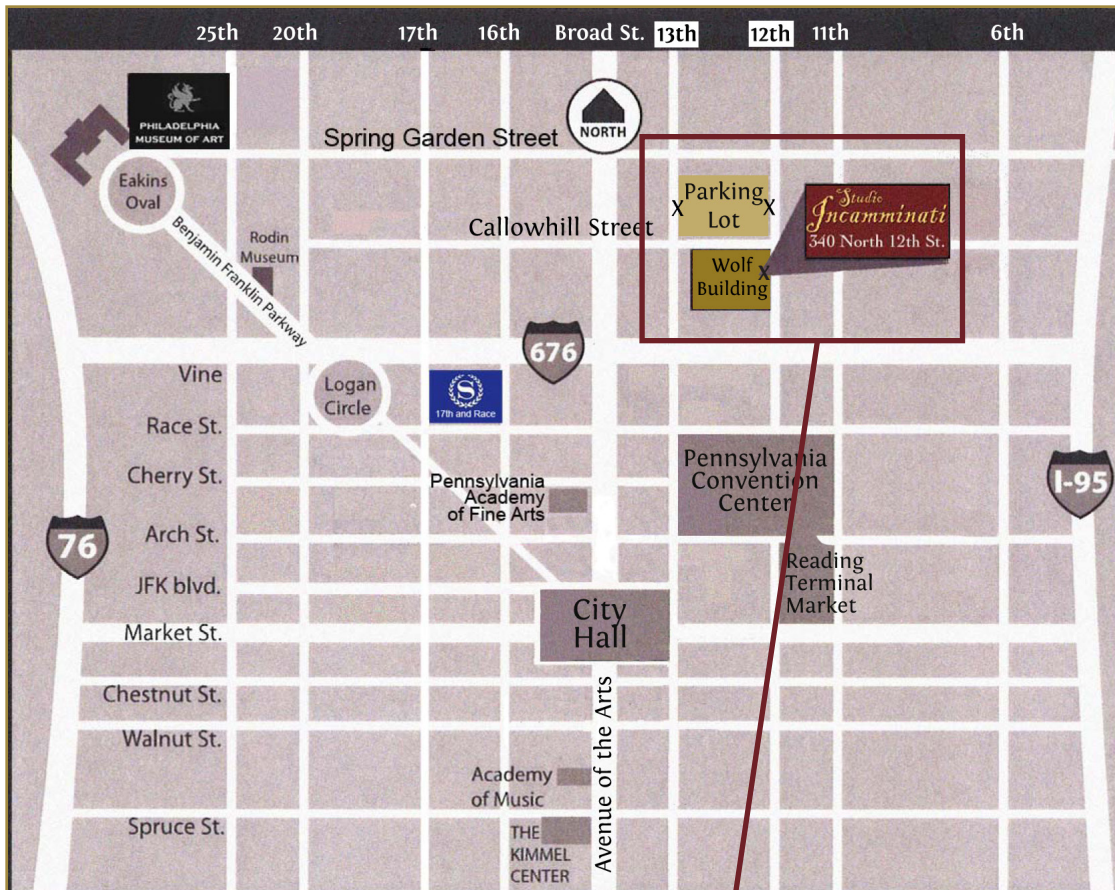 25th 20th 17th 16th Broad St. 13th 12th 11th 6th
PHILADELPHIA
MUSEUM OF ART
NORTH
Spring Garden Street
Eakins
Oval
Parking
Lot
Studio
Incamminati
340 North 12th St.
Callowhill Street
Benjamin Franklin Parkway
Rodin
Museum
Wolf
Building
676
Vine
Logan
Circle
S
17th and Race
Race St.
Cherry St.
Pennsylvania
Academy
of Fine Arts
Pennsylvania
Convention
Center
I-95
76
Arch St.
JFK blvd.
Reading
Terminal
Market
City
Hall
Market St.
Chestnut St.
Walnut St.
Avenue of the Arts
Academy
of Music
Spruce St.
THE
KIMMEL
CENTER
X
X
X